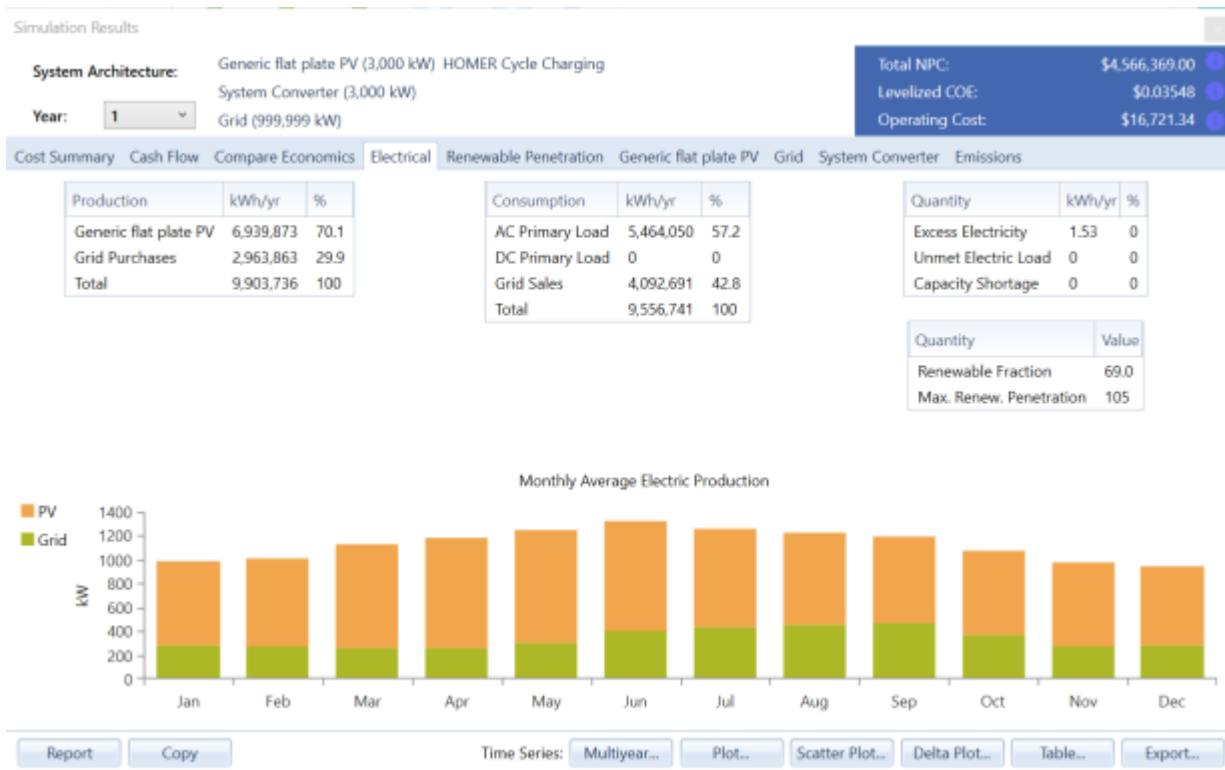 Simulation Results
System Architecture:
Generic flat plate PV (3,000 kW) HOMER Cycle Charging
System Converter (3,000 kW)
Grid (999,999 kW)
Year: 1
Total NPC: $4,566,369.00
Levelized COE: $0.03548
Operating Cost: $16,721.34
Cost Summary Cash Flow Compare Economics Electrical Renewable Penetration Generic flat plate PV Grid System Converter Emissions
Production kWh/yr %
Generic flat plate PV 6,939,873 70.1
Grid Purchases 2,963,863 29.9
Total 9,903,736 100
Consumption kWh/yr %
AC Primary Load 5,464,050 57.2
DC Primary Load 0 0
Grid Sales 4,092,691 42.8
Total 9,556,741 100
Quantity kWh/yr %
Excess Electricity 1.53 0
Unmet Electric Load 0 0
Capacity Shortage 0 0
Quantity Value
Renewable Fraction 69.0
Max. Renew. Penetration 105
Monthly Average Electric Production
PV
Grid
kW
1400
1200
1000
800
600
400
200
0
Jan Feb Mar Apr May Jun Jul Aug Sep Oct Nov Dec
Report Copy Time Series: Multiyear... Plot... Scatter Plot... Delta Plot... Table... Export...